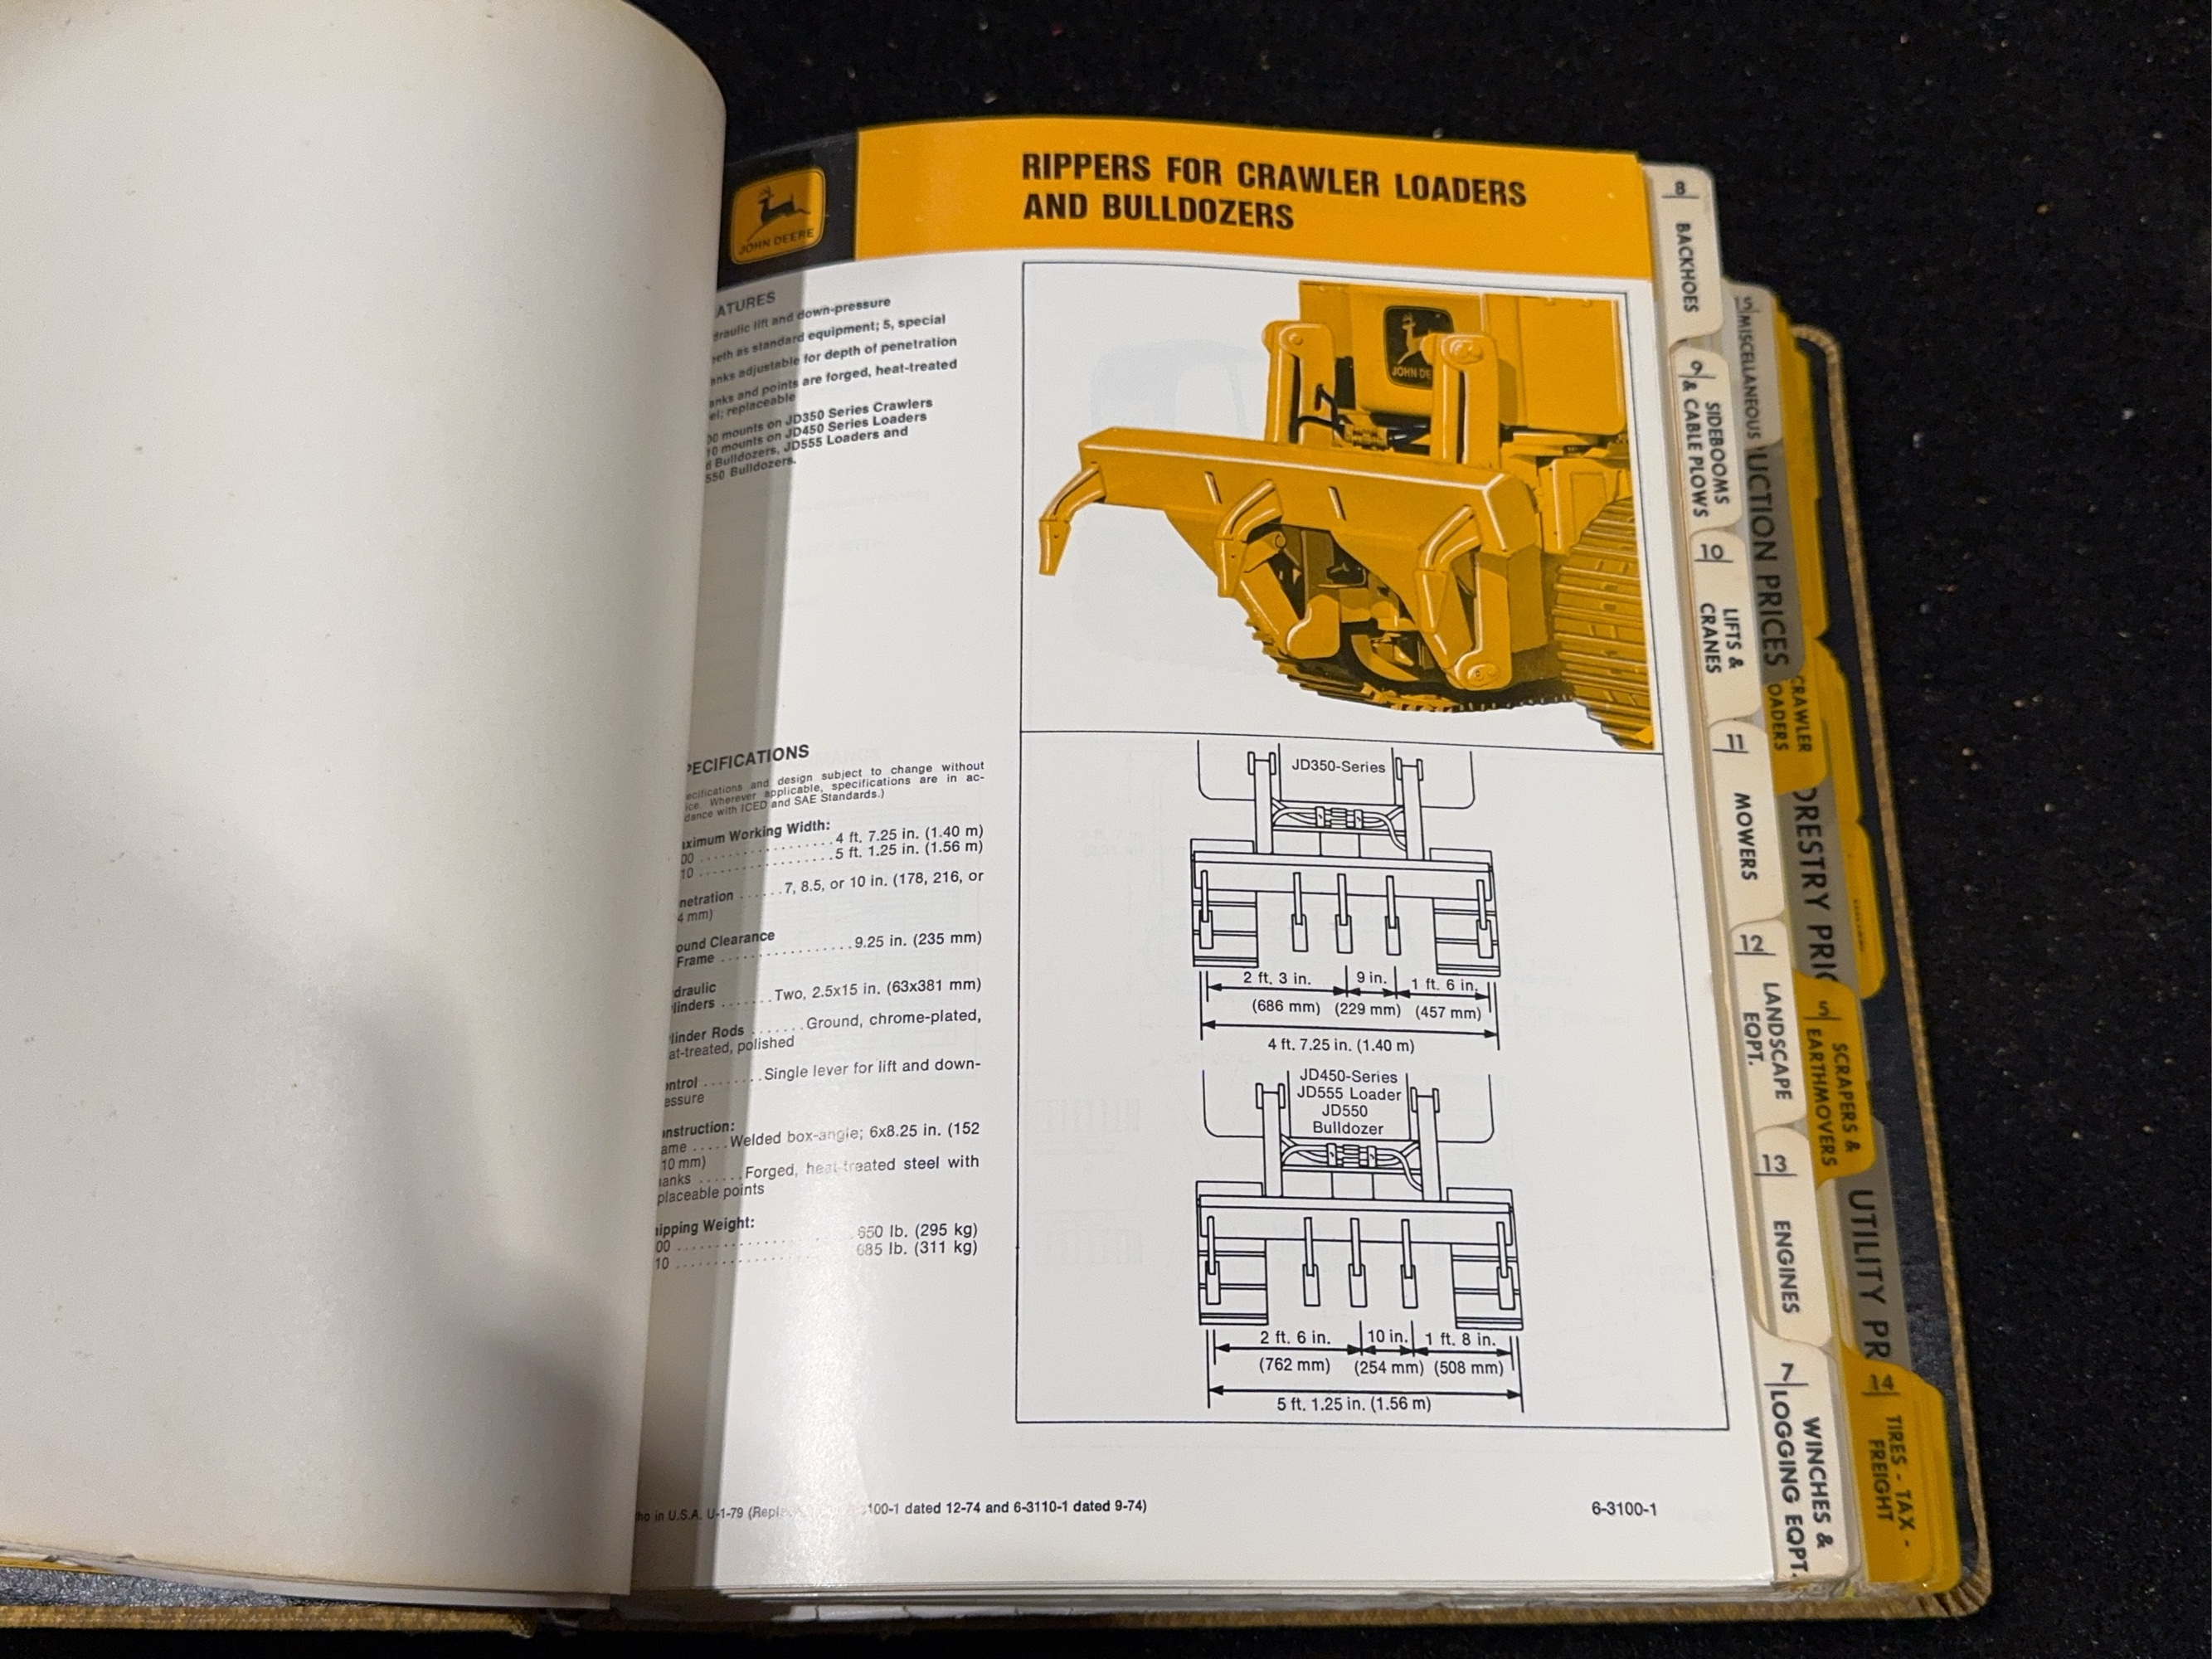 JOHN DEERE
RIPPERS FOR CRAWLER LOADERS
AND BULLDOZERS
ATURES
draulic lift and down-pressure
eeth as standard equipment; 5, special
anks adjustable for depth of penetration
anks and points are forged, heat-treated
el; replaceable
00 mounts on JD350 Series Crawlers
10 mounts on JD450 Series Loaders
d Bulldozers, JD555 Loaders and
550 Bulldozers.
JOHN DE
PECIFICATIONS
ecifications and design subject to change without
ice. Wherever applicable, specifications are in ac-
dance with ICED and SAE Standards.)
aximum Working Width:
00 ................. 4 ft. 7.25 in. (1.40 m)
10 ................. 5 ft. 1.25 in. (1.56 m)
netration ...... 7, 8.5, or 10 in. (178, 216, or
4 mm)
ound Clearance
Frame ................ 9.25 in. (235 mm)
draulic
linders ....... Two, 2.5x15 in. (63x381 mm)
linder Rods ....... Ground, chrome-plated,
at-treated, polished
ontrol ........ Single lever for lift and down-
essure
onstruction:
ame ..... Welded box-angle; 6x8.25 in. (152
10 mm)
anks ...... Forged, heat-treated steel with
placeable points
ipping Weight:
00 ................. 650 lb. (295 kg)
10 ................. 685 lb. (311 kg)
JD350-Series
2 ft. 3 in. 9 in. 1 ft. 6 in.
(686 mm) (229 mm) (457 mm)
4 ft. 7.25 in. (1.40 m)
JD450-Series
JD555 Loader
JD550
Bulldozer
2 ft. 6 in. 10 in. 1 ft. 8 in.
(762 mm) (254 mm) (508 mm)
5 ft. 1.25 in. (1.56 m)
ho in U.S.A. U-1-79 (Repl 100-1 dated 12-74 and 6-3110-1 dated 9-74)
6-3100-1
8
BACKHOES
9
SIDEBOOMS
& CABLE PLOWS
10
LIFTS &
CRANES
11
MOWERS
12
LANDSCAPE
EQPT.
13
ENGINES
7
WINCHES &
LOGGING EQPT.
15
MISCELLANEOUS
UCTION PRICES
CRAWLER
OADERS
ORESTRY PRIC
5
SCRAPERS &
EARTHMOVERS
UTILITY PR
14
TIRES - TAX -
FREIGHT